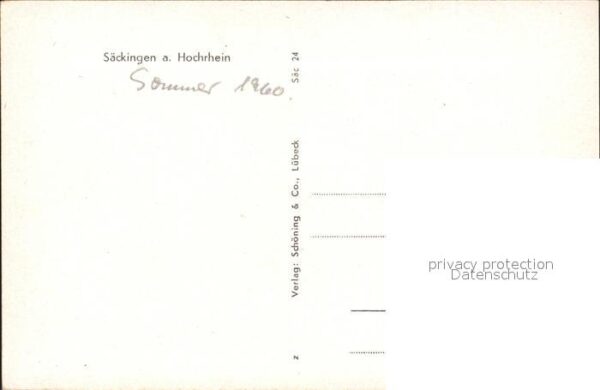 Säckingen a. Hochrhein
Sommer 1960
Verlag: Schöning & Co., Lübeck
Säc 24
z
privacy protection
Datenschutz